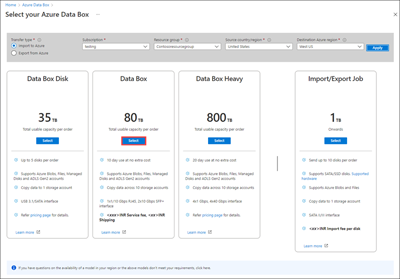 Home > Azure Data Box >
Select your Azure Data Box ...
Transfer type *
Import to Azure
Export from Azure
Subscription *
Resource group *
Source country/region *
United States
Destination Azure region *
West US
Apply
Data Box Disk
35 TB
Total usable capacity per order
Select
Up to 5 disks per order
Supports Azure Blobs, Files, Managed
Disks and ADLS Gen2 accounts
Copy data to 1 storage account
USB 3.1/SATA interface
Refer pricing page for details
Learn more
Data Box
80 TB
Total usable capacity per order
Select
10 day use at no extra cost
Supports Azure Blobs, Files, Managed
Disks and ADLS Gen2 accounts
Copy data across 10 storage accounts
1x1/10 Gbps RJ45, 2x10 Gbps SFP+
interface
<xxx>INR Service fee, <xx>INR
Shipping
Refer pricing page for details
Learn more
Data Box Heavy
800 TB
Total usable capacity per order
Select
20 day use at no extra cost
Supports Azure Blobs, Files, Managed
Disks and ADLS Gen2 accounts
Copy data across 10 storage accounts
4x1 Gbps, 4x40 Gbps interface
Refer pricing page for details
Learn more
Import/Export Job
1 TB
Onwards
Select
Send up to 10 disks per order
Supports SATA/SSD disks. Supported
hardware
Supports Azure Blobs and Files
Copy data to 1 storage account
SATA II/III interface
<xxx>INR import fee per disk
Learn more
If you have questions on the availability of a model in your region or the above models don't meet your requirements, click here.